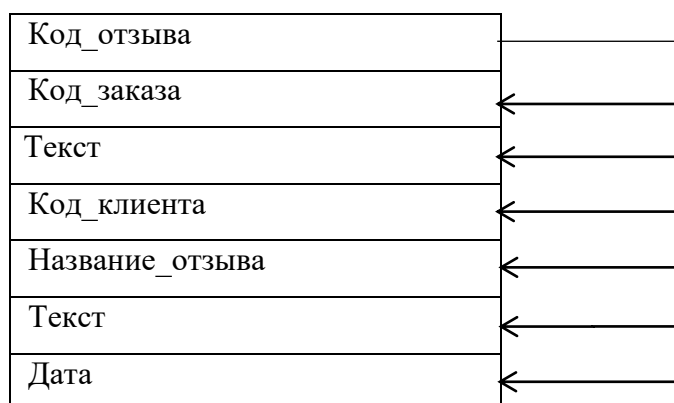 Код_отзыва
Код_заказа
Текст
Код_клиента
Название_отзыва
Текст
Дата